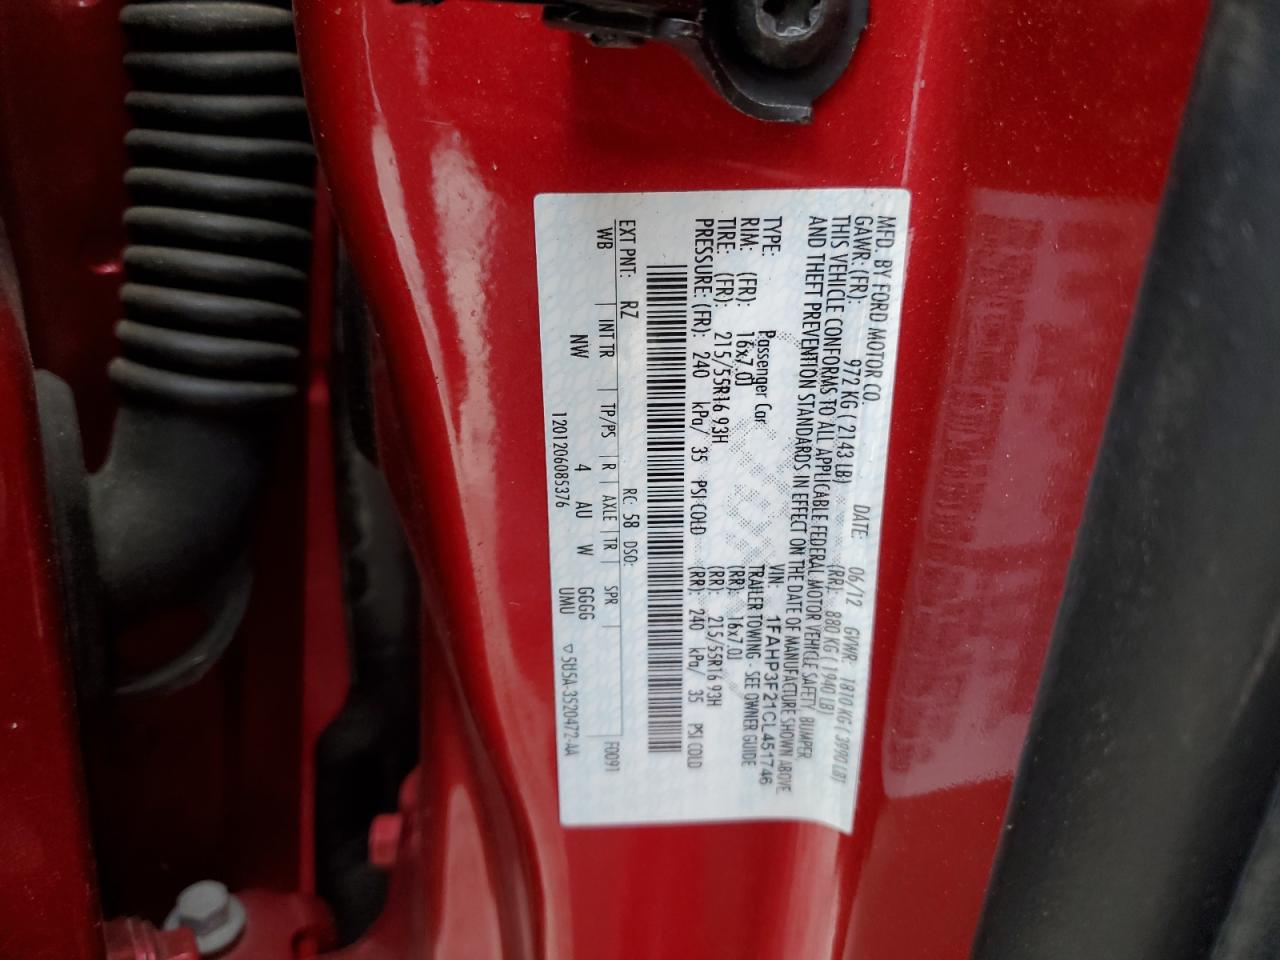 MFD. BY FORD MOTOR CO. DATE: 06/12 GVWR: 1810 KG ( 3990 LB)
GAWR: (FR): 972 KG ( 2143 LB) (RR): 880 KG ( 1940 LB)
THIS VEHICLE CONFORMS TO ALL APPLICABLE FEDERAL MOTOR VEHICLE SAFETY, BUMPER
AND THEFT PREVENTION STANDARDS IN EFFECT ON THE DATE OF MANUFACTURE SHOWN ABOVE
VIN: 1FAHP3F21CL451746
TYPE: Passenger Car TRAILER TOWING - SEE OWNER GUIDE
RIM: (FR): 16x7.0J (RR): 16x7.0J
TIRE: (FR): 215/55R16 93H (RR): 215/55R16 93H
PRESSURE: (FR): 240 kPa/ 35 PSI COLD (RR): 240 kPa/ 35 PSI COLD
EXT PNT: RZ RC: 58 DSO: F0091
WB | INT TR | TP/PS | R | AXLE | TR | SPR |
NW 4 AU W GGGG
120120608537​6 UMU ▽ 5U5A-3520472-AA